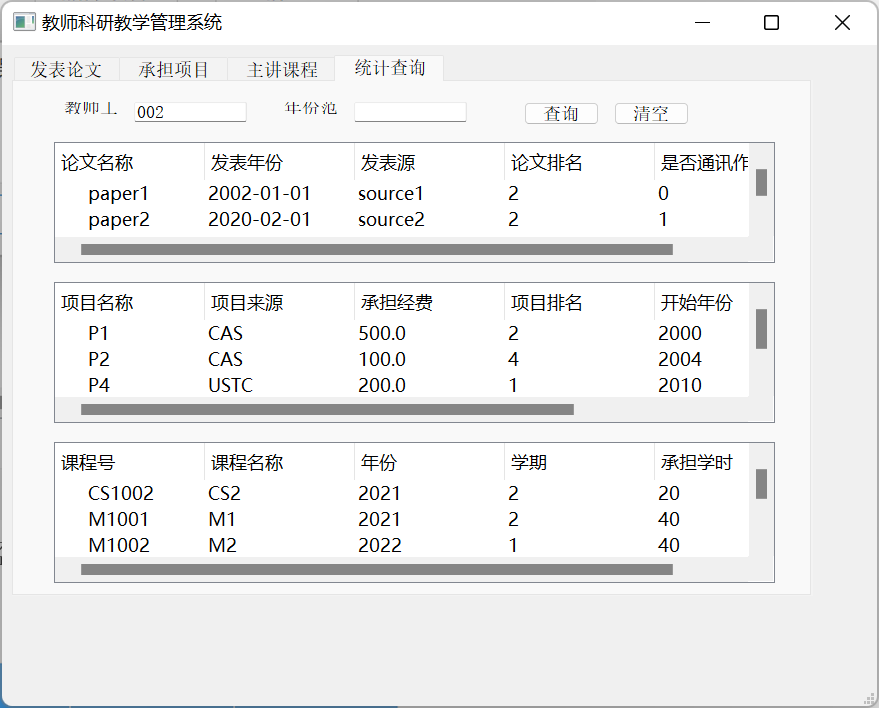 教师科研教学管理系统
发表论文 承担项目 主讲课程 统计查询
教师工 002 年份范 查询 清空
论文名称 发表年份 发表源 论文排名 是否通讯作
paper1 2002-01-01 source1 2 0
paper2 2020-02-01 source2 2 1
项目名称 项目来源 承担经费 项目排名 开始年份
P1 CAS 500.0 2 2000
P2 CAS 100.0 4 2004
P4 USTC 200.0 1 2010
课程号 课程名称 年份 学期 承担学时
CS1002 CS2 2021 2 20
M1001 M1 2021 2 40
M1002 M2 2022 1 40